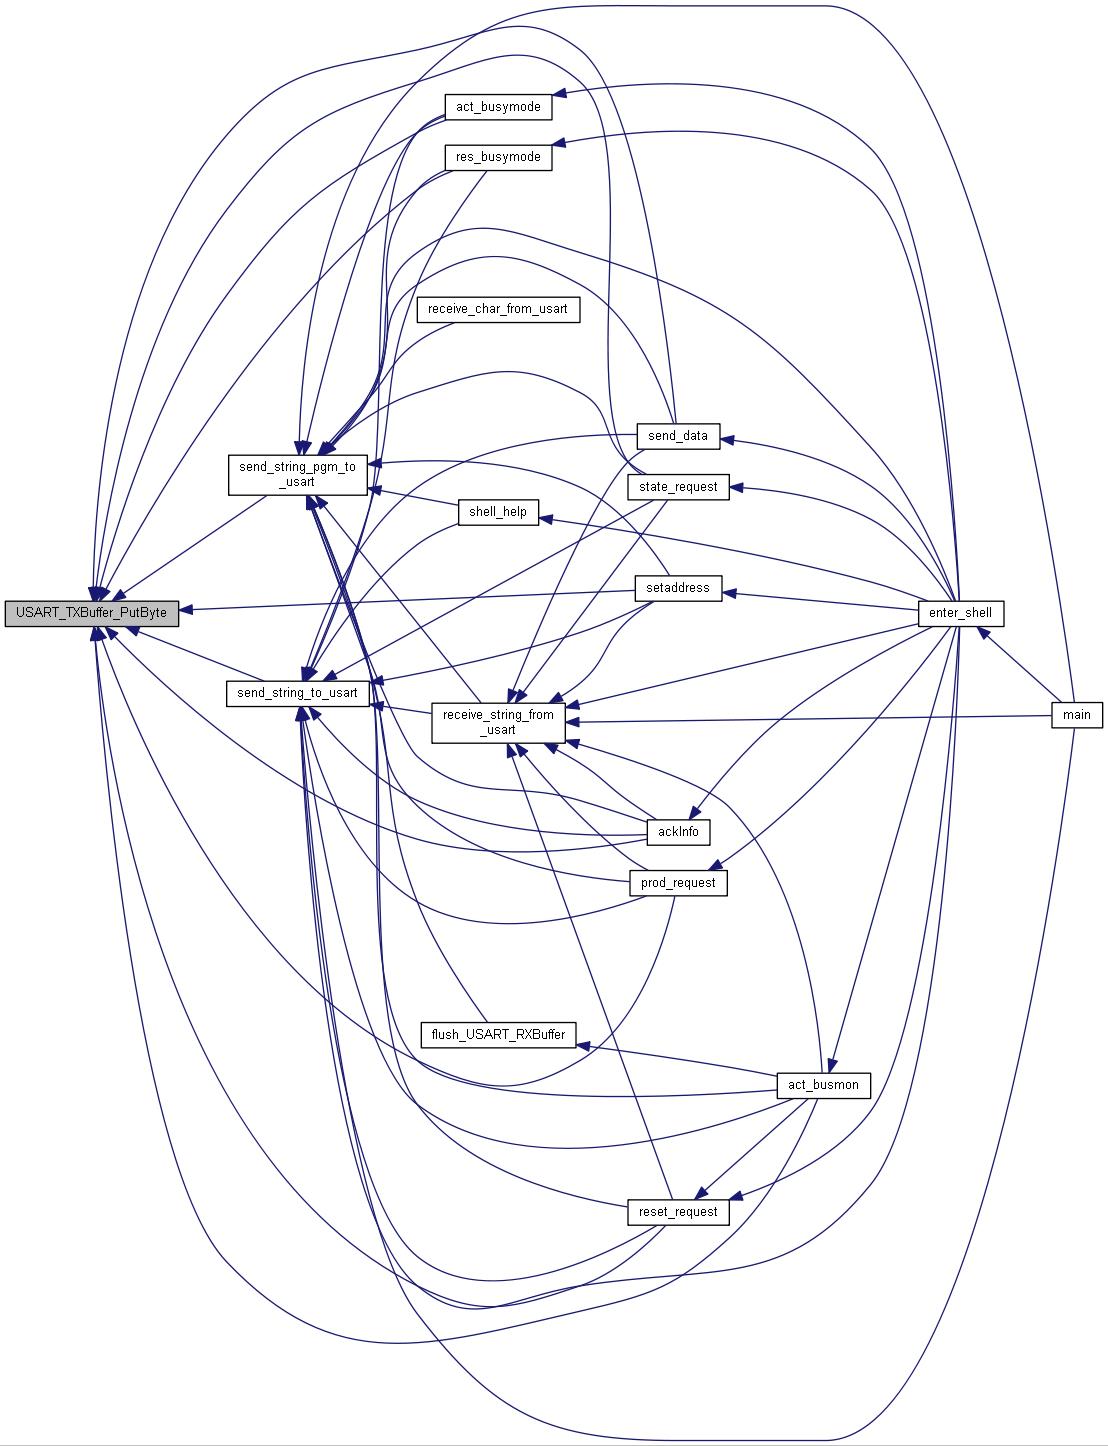 act_busymode
res_busymode
receive_char_from_usart
send_data
send_string_pgm_to
_usart
state_request
shell_help
setaddress
USART_TXBuffer_PutByte
enter_shell
send_string_to_usart
receive_string_from
_usart
main
ackInfo
prod_request
flush_USART_RXBuffer
act_busmon
reset_request